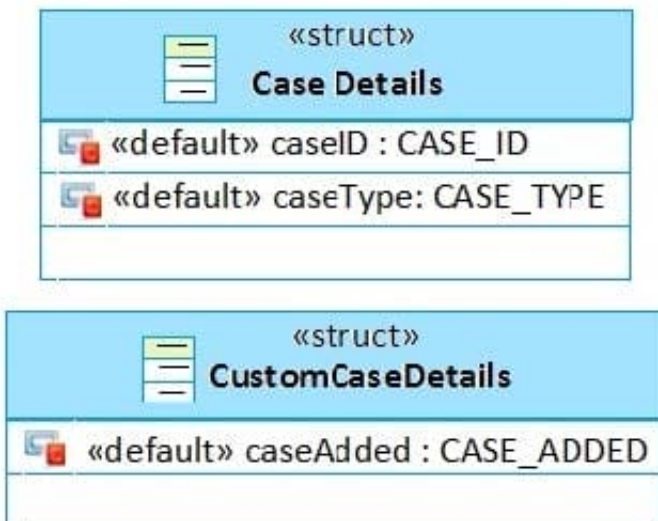 «struct»
Case Details
«default» caseID : CASE_ID
«default» caseType: CASE_TYPE
«struct»
CustomCaseDetails
«default» caseAdded : CASE_ADDED